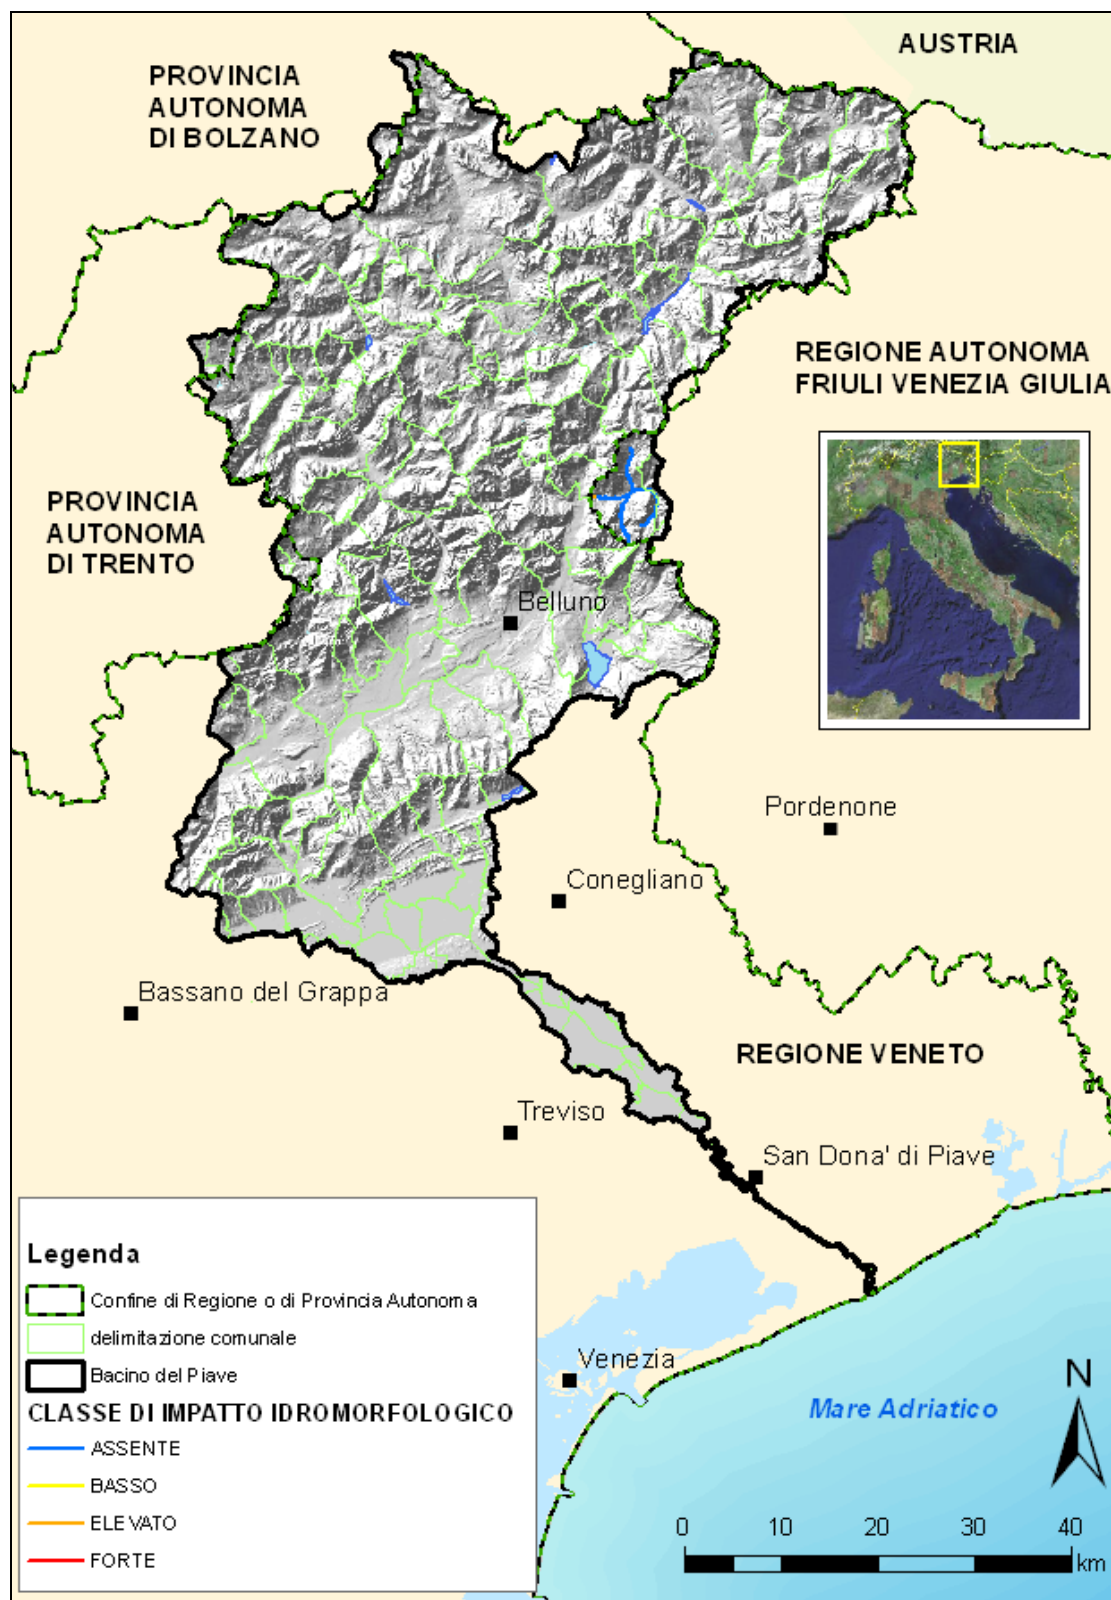 AUSTRIA
PROVINCIA
AUTONOMA
DI BOLZANO
REGIONE AUTONOMA
FRIULI VENEZIA GIULIA
PROVINCIA
AUTONOMA
DI TRENTO
Belluno
Pordenone
Conegliano
Bassano del Grappa
REGIONE VENETO
Treviso
San Dona' di Piave
Legenda
Confine di Regione o di Provincia Autonoma
delimitazione comunale
Bacino del Piave
CLASSE DI IMPATTO IDROMORFOLOGICO
ASSENTE
BASSO
ELEVATO
FORTE
Venezia
Mare Adriatico
N
0 10 20 30 40
km